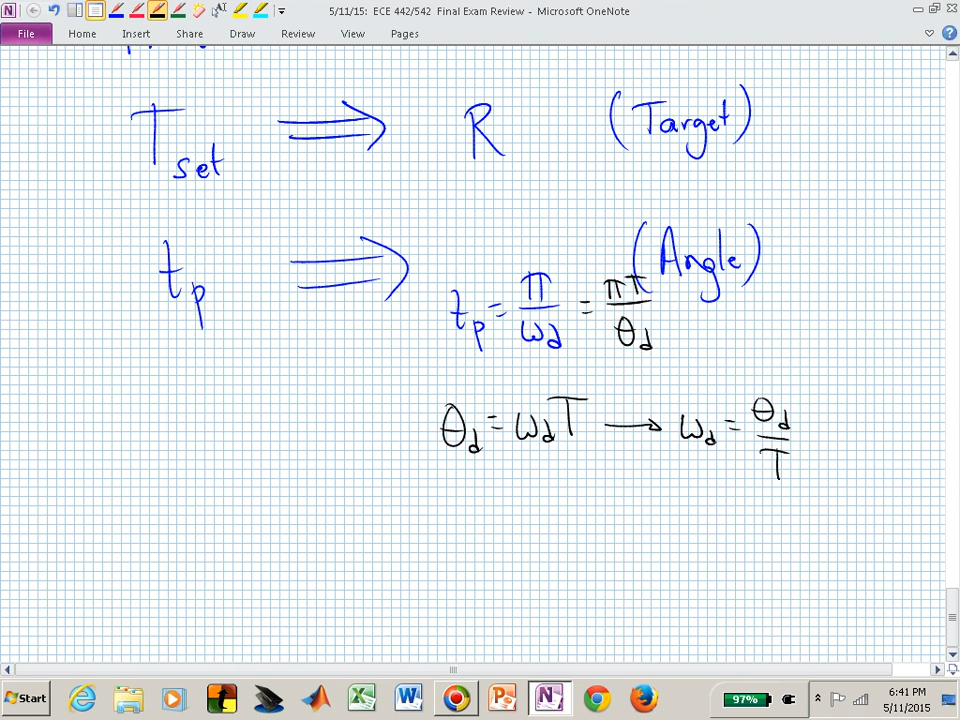 5/11/15: ECE 442/542 Final Exam Review - Microsoft OneNote
File Home Insert Share Draw Review View Pages
T_set ⟹ R (Target)
t_p ⟹ (Angle)
t_p = π/ω_d = πT/θ_d
θ_d = ω_d T → ω_d = θ_d/T
Start
97%
6:41 PM
5/11/2015